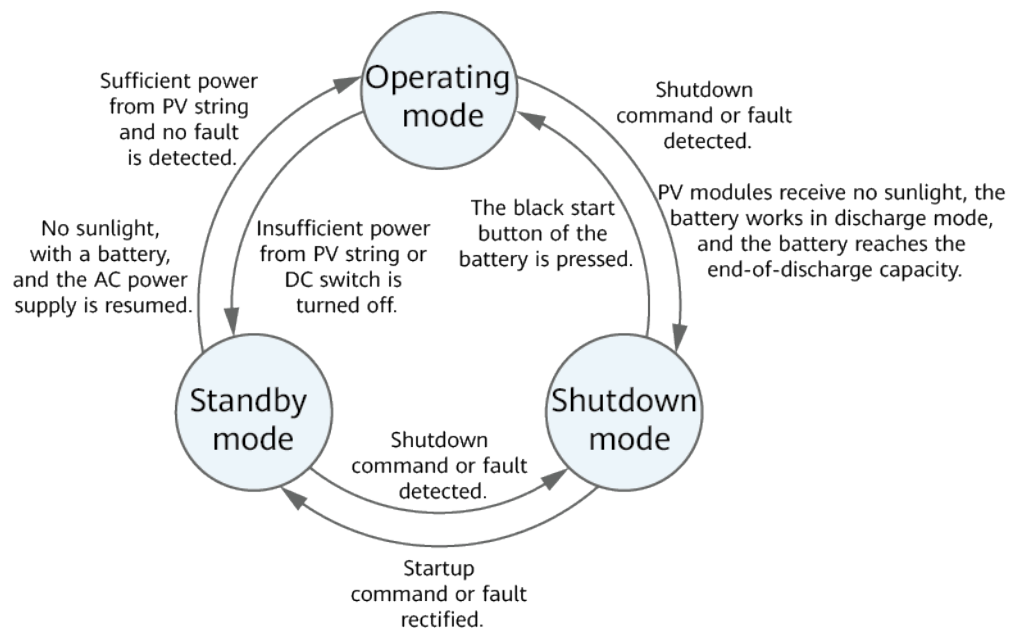 Operating
mode
Sufficient power
from PV string
and no fault
is detected.
Shutdown
command or fault
detected.
No sunlight,
with a battery,
and the AC power
supply is resumed.
Insufficient power
from PV string or
DC switch is
turned off.
The black start
button of the
battery is pressed.
PV modules receive no sunlight, the
battery works in discharge mode,
and the battery reaches the
end-of-discharge capacity.
Standby
mode
Shutdown
mode
Shutdown
command or fault
detected.
Startup
command or fault
rectified.